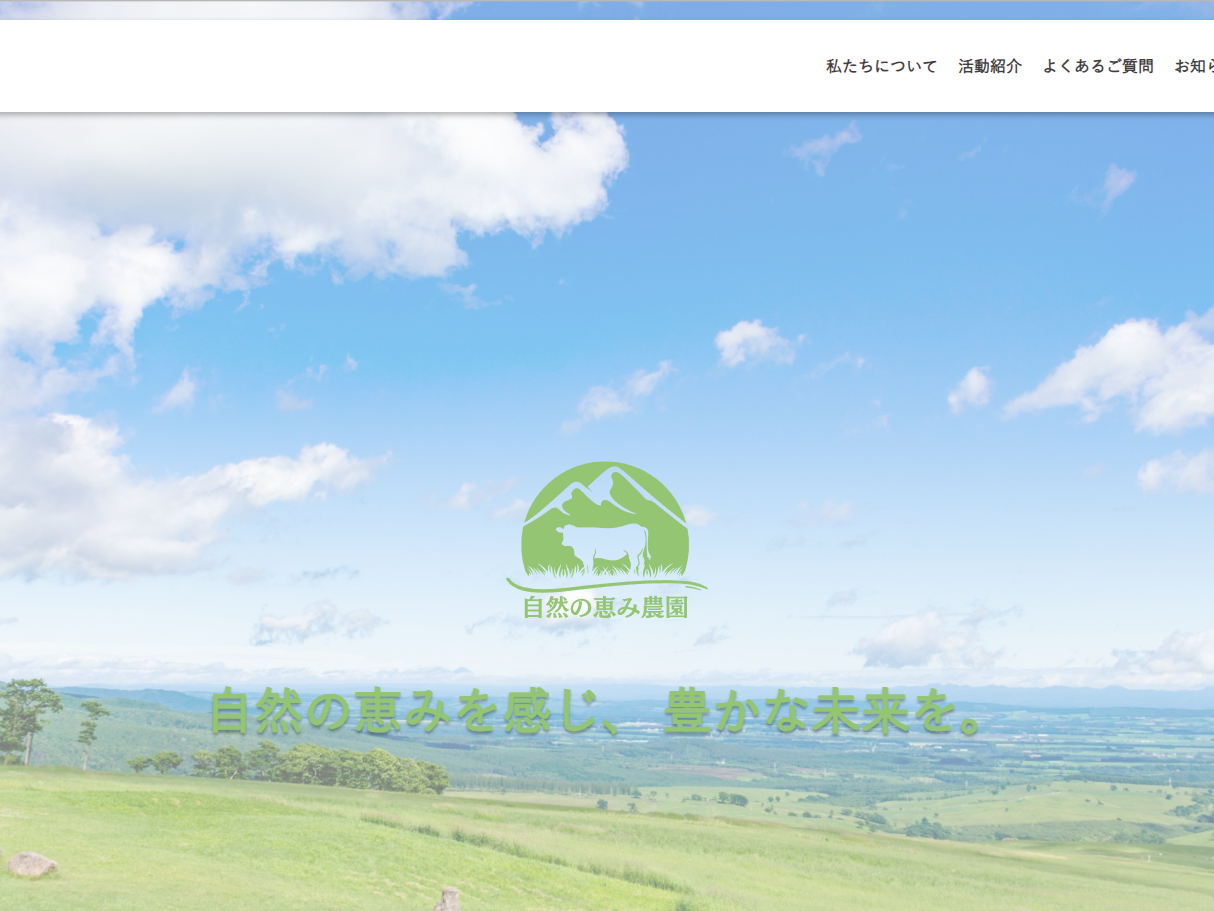 私たちについて 活動紹介 よくあるご質問 お知
自然の恵み農園
自然の恵みを感じ、豊かな未来を。